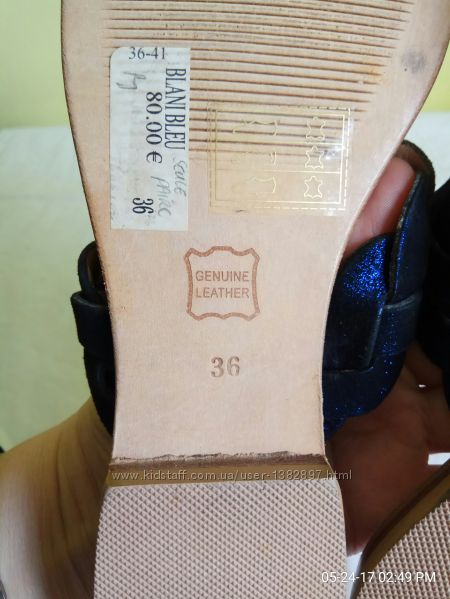 36-41
BLANI BLEU
80.00 €
36
GENUINE
LEATHER
36
www.kidstaff.com.ua/user-1382897.html
05-24-17 02:49 PM